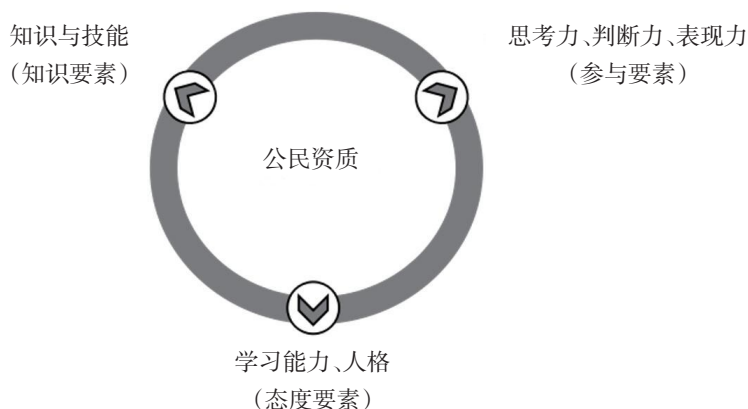 知识与技能
（知识要素）
思考力、判断力、表现力
（参与要素）
公民资质
学习能力、人格
（态度要素）